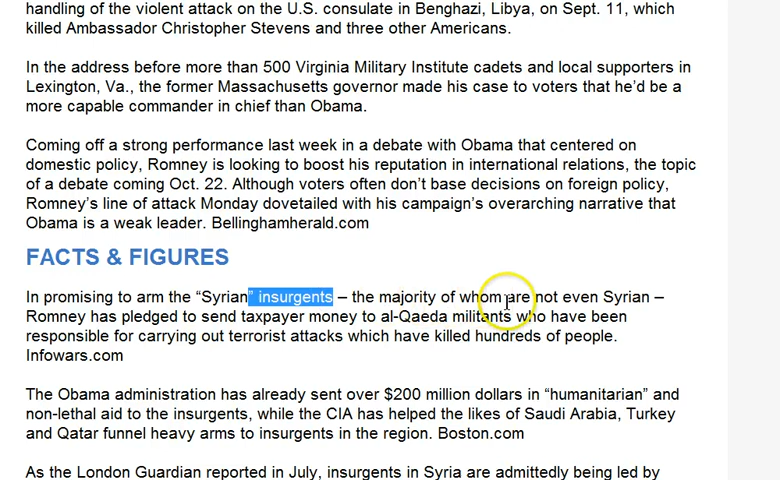 handling of the violent attack on the U.S. consulate in Benghazi, Libya, on Sept. 11, which
killed Ambassador Christopher Stevens and three other Americans.
In the address before more than 500 Virginia Military Institute cadets and local supporters in
Lexington, Va., the former Massachusetts governor made his case to voters that he’d be a
more capable commander in chief than Obama.
Coming off a strong performance last week in a debate with Obama that centered on
domestic policy, Romney is looking to boost his reputation in international relations, the topic
of a debate coming Oct. 22. Although voters often don’t base decisions on foreign policy,
Romney’s line of attack Monday dovetailed with his campaign’s overarching narrative that
Obama is a weak leader. Bellinghamherald.com
FACTS & FIGURES
In promising to arm the “Syrian” insurgents – the majority of whom are not even Syrian –
Romney has pledged to send taxpayer money to al-Qaeda militants who have been
responsible for carrying out terrorist attacks which have killed hundreds of people.
Infowars.com
The Obama administration has already sent over $200 million dollars in “humanitarian” and
non-lethal aid to the insurgents, while the CIA has helped the likes of Saudi Arabia, Turkey
and Qatar funnel heavy arms to insurgents in the region. Boston.com
As the London Guardian reported in July, insurgents in Syria are admittedly being led by